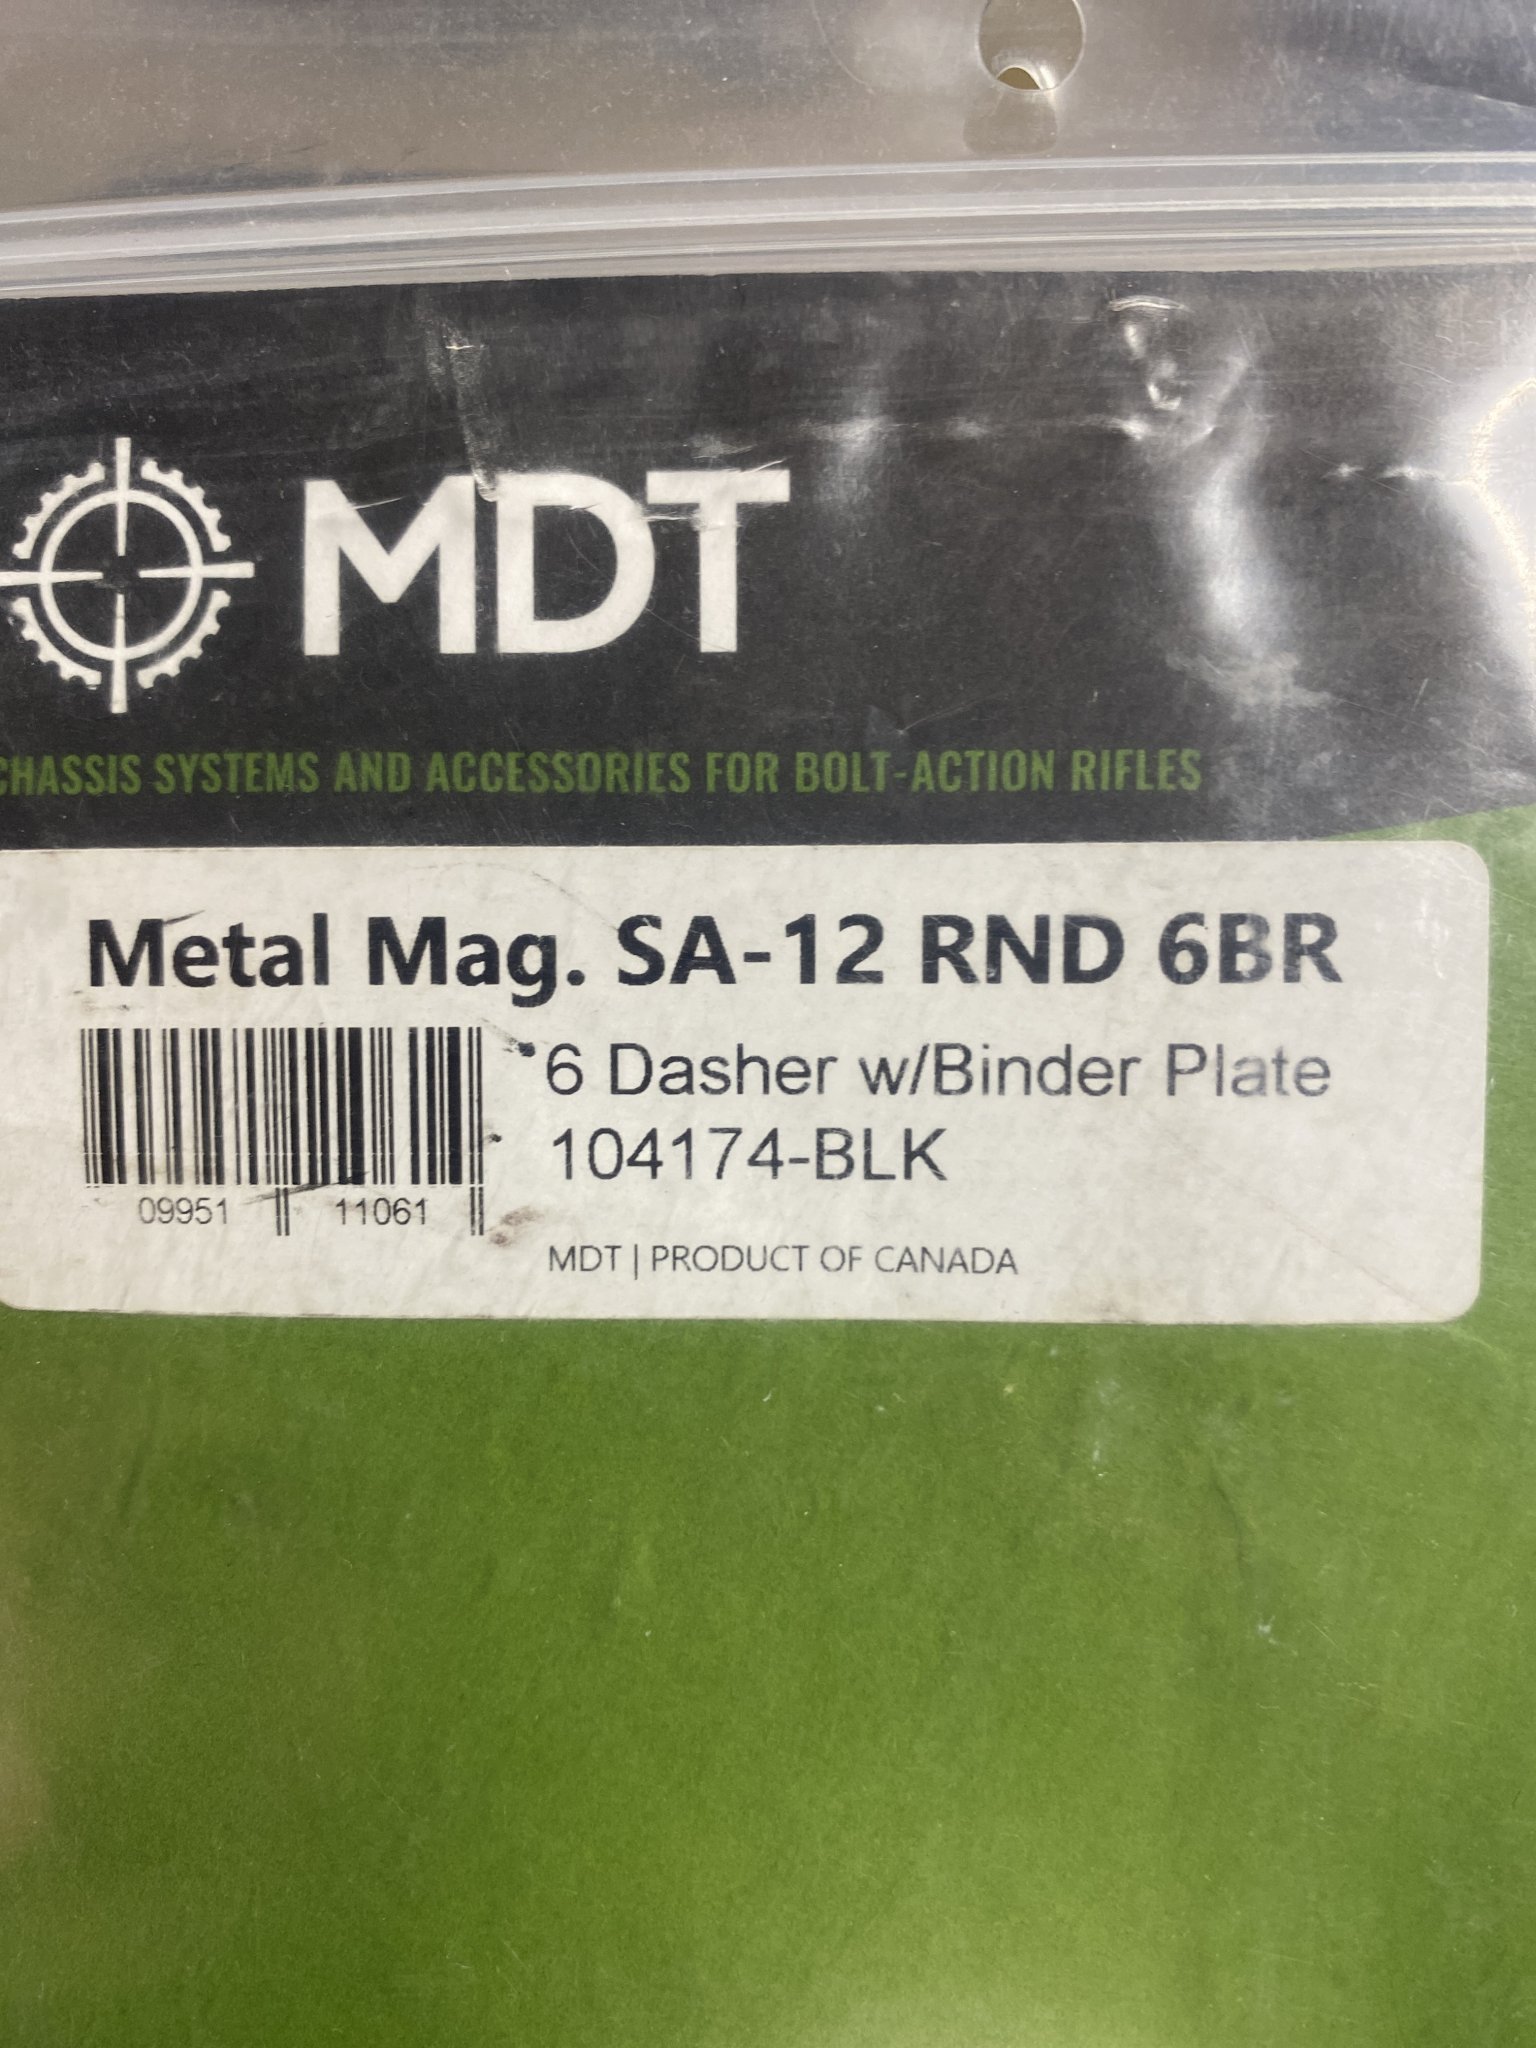 MDT
CHASSIS SYSTEMS AND ACCESSORIES FOR BOLT-ACTION RIFLES
Metal Mag. SA-12 RND 6BR
6 Dasher w/Binder Plate
104174-BLK
09951 11061
MDT | PRODUCT OF CANADA